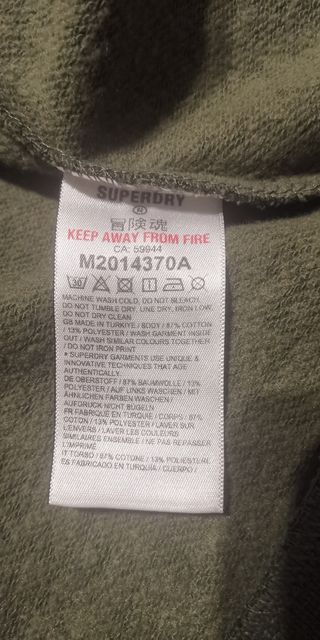 SUPERDRY
®
冒険魂
KEEP AWAY FROM FIRE
CA: 59944
M2014370A
30
MACHINE WASH COLD, DO NOT BLEACH,
DO NOT TUMBLE DRY, LINE DRY, IRON LOW,
DO NOT DRY CLEAN
GB MADE IN TURKIYE / BODY / 87% COTTON
/ 13% POLYESTER / WASH GARMENT INSIDE
OUT / WASH SIMILAR COLOURS TOGETHER
/ DO NOT IRON PRINT
* SUPERDRY GARMENTS USE UNIQUE &
INNOVATIVE TECHNIQUES THAT AGE
AUTHENTICALLY.
DE OBERSTOFF / 87% BAUMWOLLE / 13%
POLYESTER / AUF LINKS WASCHEN / MIT
ÄHNLICHEN FARBEN WASCHEN /
AUFDRUCK NICHT BÜGELN
FR FABRIQUE EN TURQUIE / CORPS / 87%
COTON / 13% POLYESTER / LAVER SUR
L'ENVERS / LAVER LES COULEURS
SIMILAIRES ENSEMBLE / NE PAS REPASSER
L'IMPRIMÉ
IT TORSO / 87% COTONE / 13% POLIESTERE
ES FABRICADO EN TURQUÍA / CUERPO /